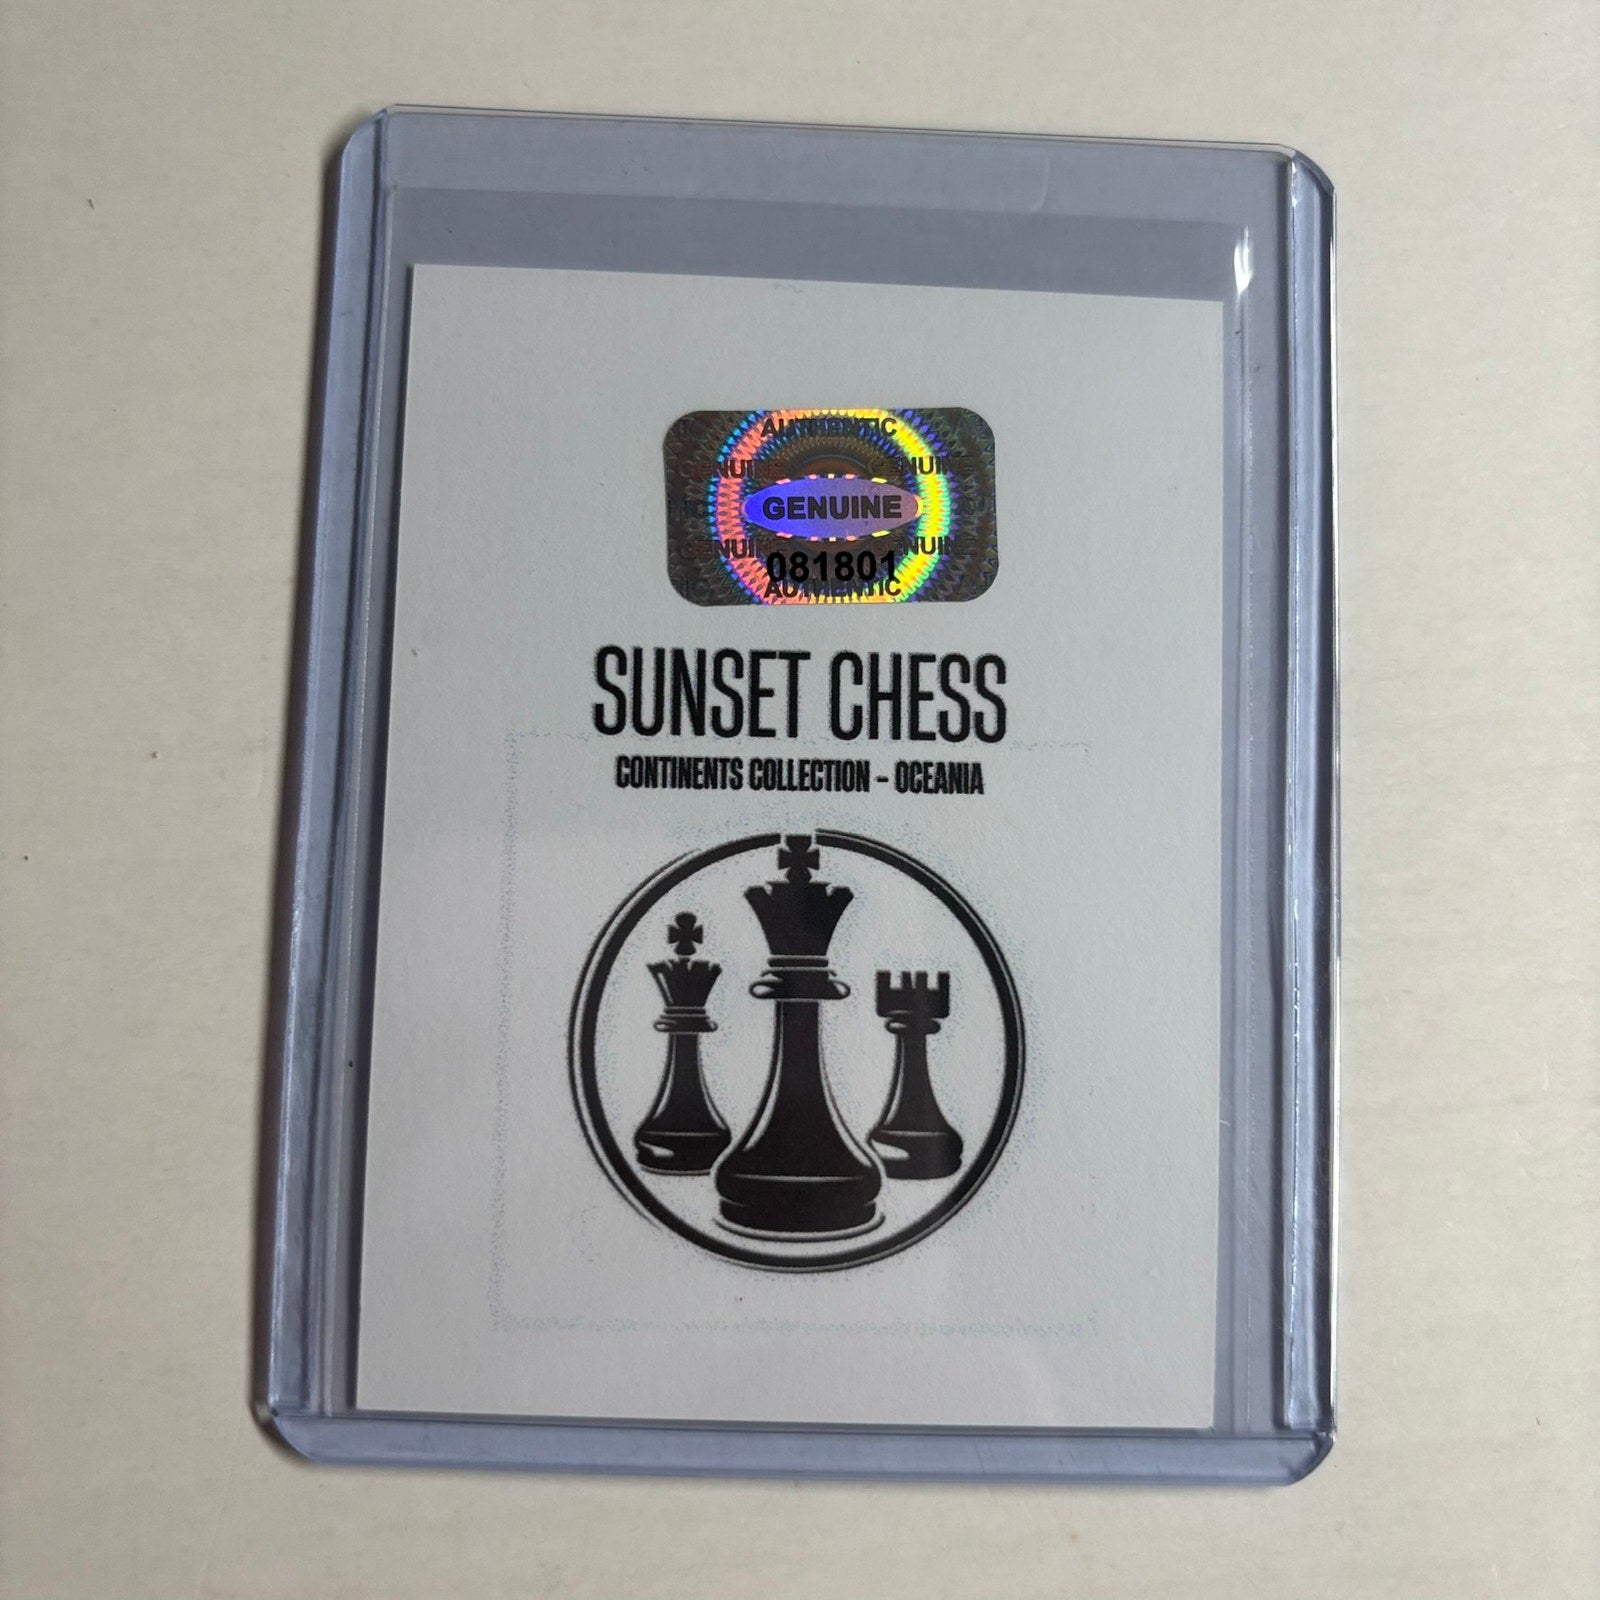 AUTHENTIC
GENUINE GENUINE
GENUINE
GENUINE GENUINE
081801
AUTHENTIC
SUNSET CHESS
CONTINENTS COLLECTION - OCEANIA